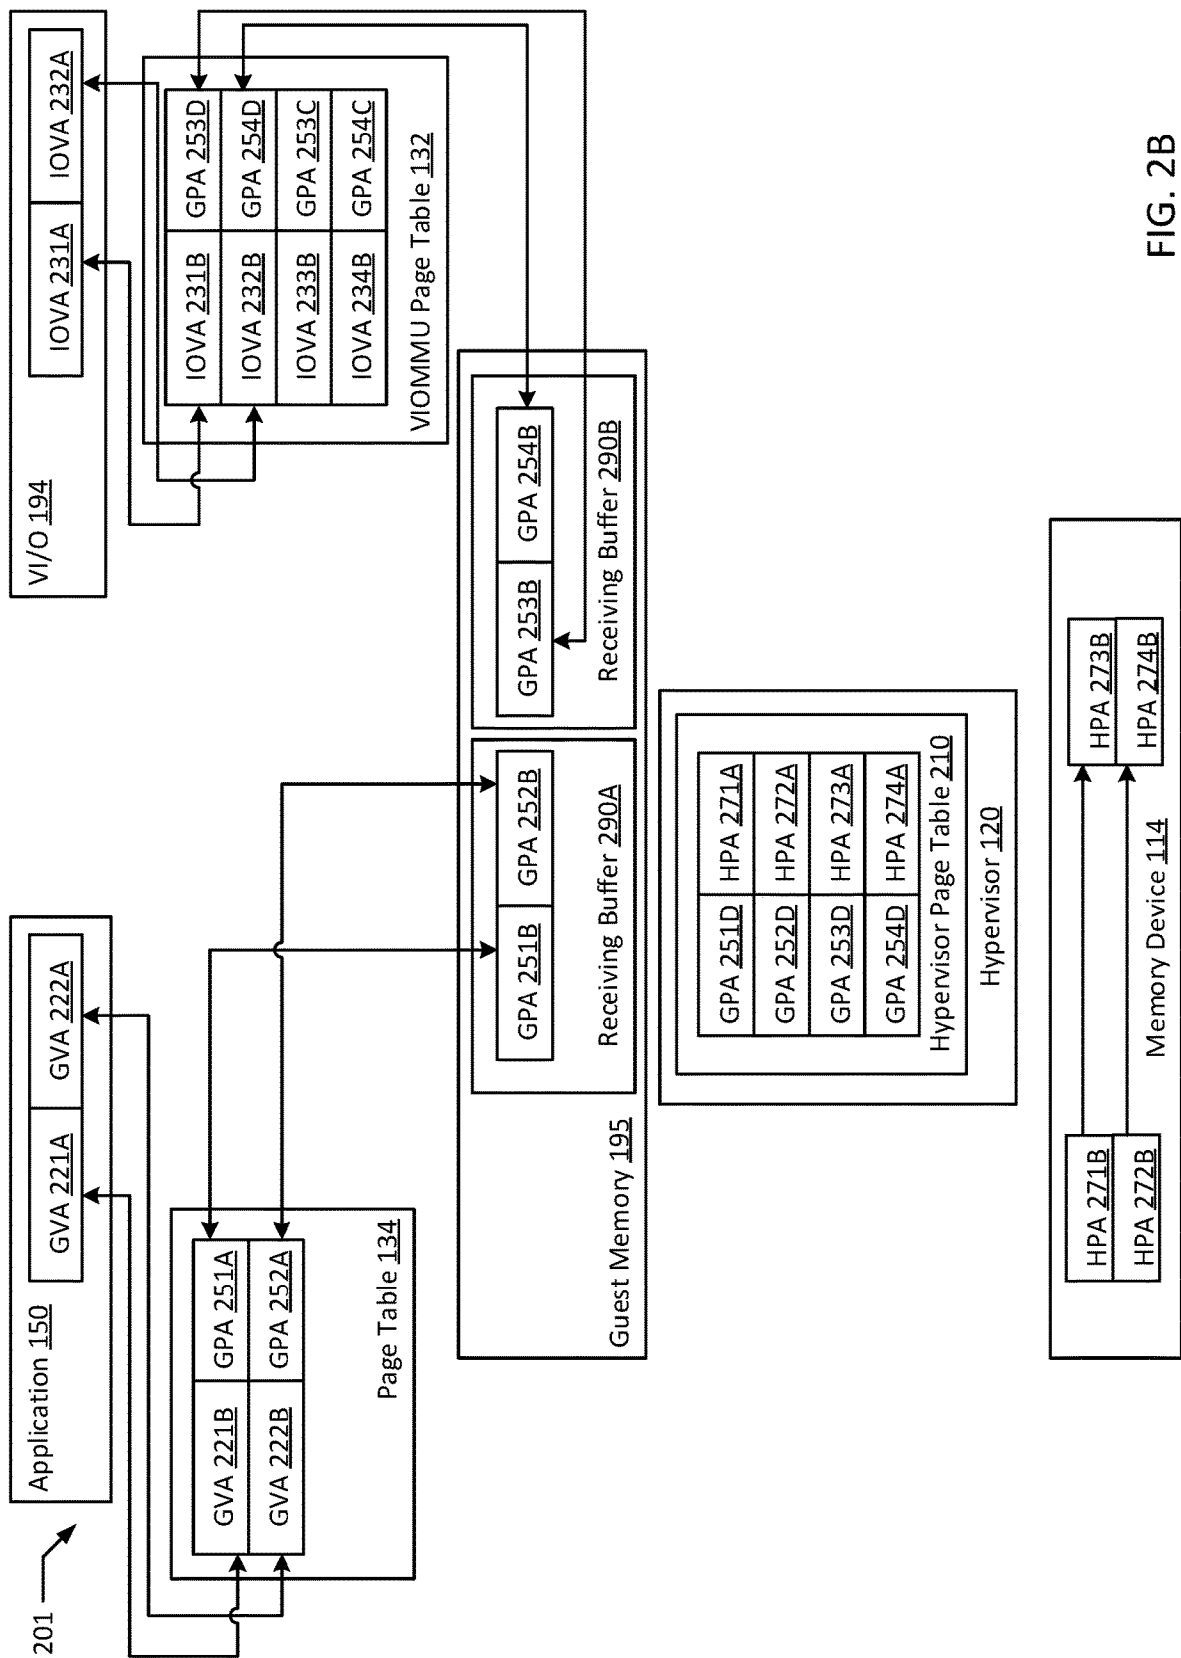 201
Application 150
GVA 221A
GVA 222A
VI/O 194
IOVA 231A
IOVA 232A
GVA 221B
GPA 251A
GVA 222B
GPA 252A
Page Table 134
IOVA 231B
GPA 253D
IOVA 232B
GPA 254D
IOVA 233B
GPA 253C
IOVA 234B
GPA 254C
VIOMMU Page Table 132
Guest Memory 195
GPA 251B
GPA 252B
Receiving Buffer 290A
GPA 253B
GPA 254B
Receiving Buffer 290B
GPA 251D
HPA 271A
GPA 252D
HPA 272A
GPA 253D
HPA 273A
GPA 254D
HPA 274A
Hypervisor Page Table 210
Hypervisor 120
HPA 271B
HPA 272B
HPA 273B
HPA 274B
Memory Device 114
FIG. 2B